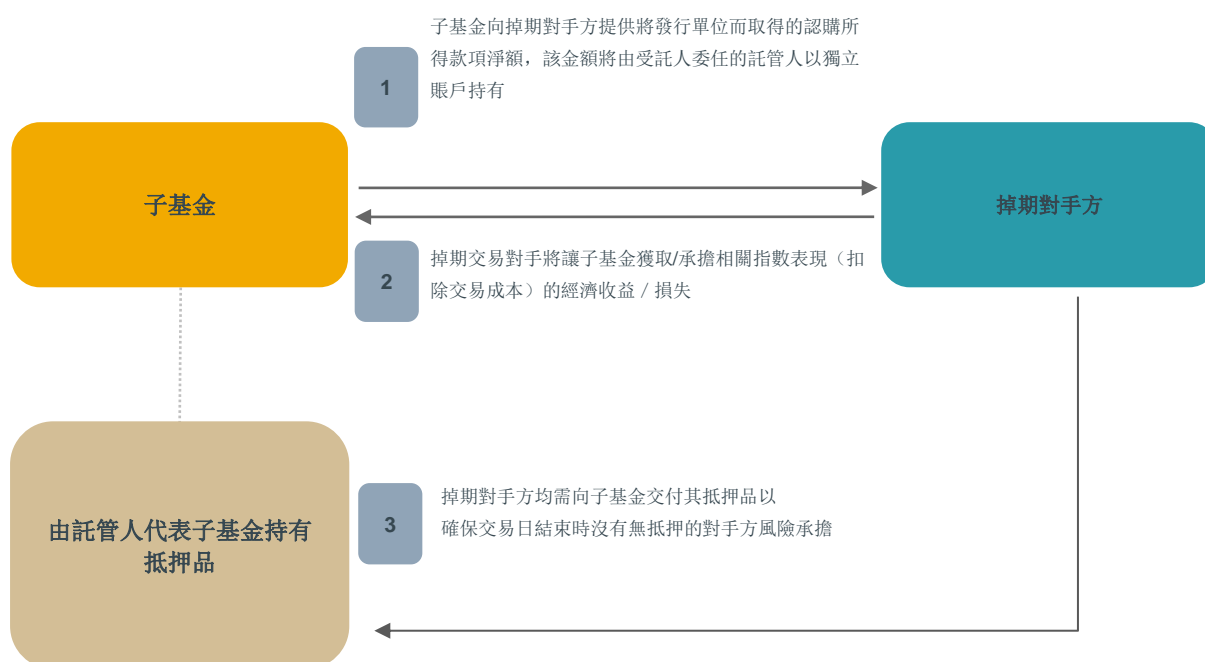 子基金向掉期對手方提供將發行單位而取得的認購所
得款項淨額，該金額將由受託人委任的託管人以獨立
賬戶持有
1
子基金
掉期對手方
2
掉期交易對手將讓子基金獲取/承擔相關指數表現（扣
除交易成本）的經濟收益 / 損失
由託管人代表子基金持有
抵押品
3
掉期對手方均需向子基金交付其抵押品以
確保交易日結束時沒有無抵押的對手方風險承擔